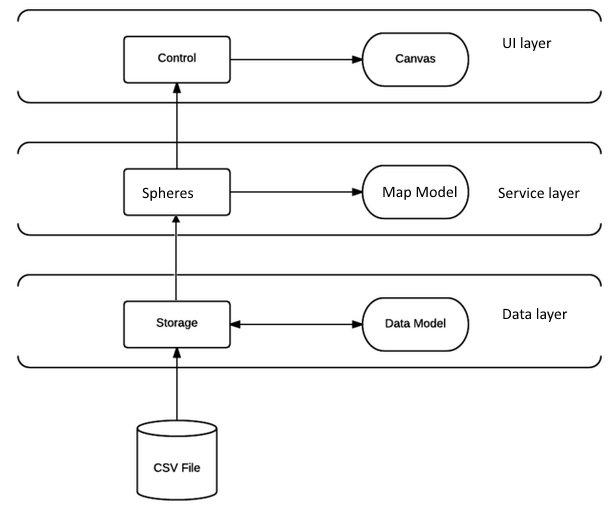 Control
Canvas
UI layer
Spheres
Map Model
Service layer
Storage
Data Model
Data layer
CSV File